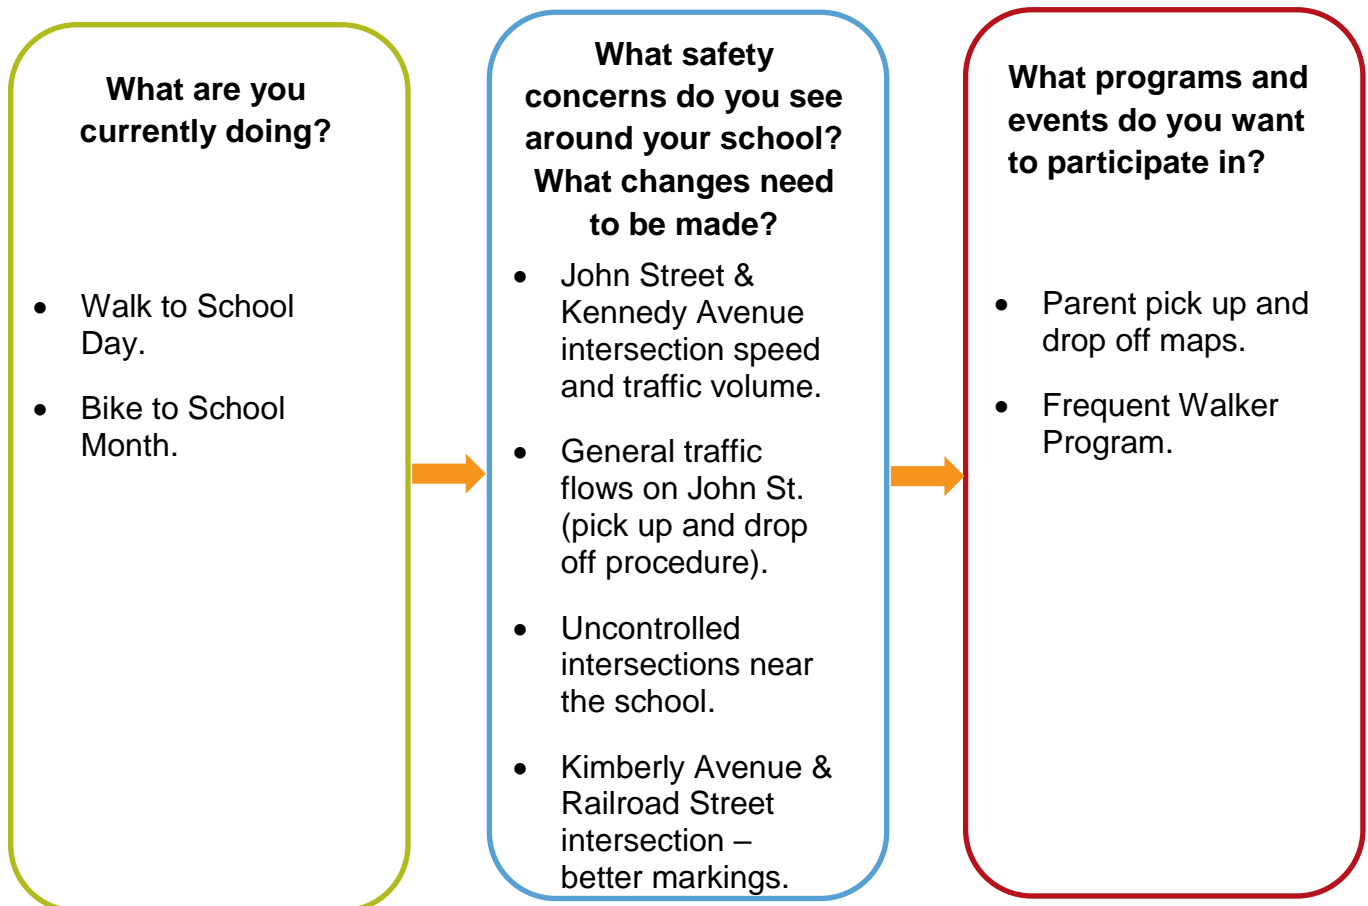 What are you
currently doing?
• Walk to School
Day.
• Bike to School
Month.
What safety
concerns do you see
around your school?
What changes need
to be made?
• John Street &
Kennedy Avenue
intersection speed
and traffic volume.
• General traffic
flows on John St.
(pick up and drop
off procedure).
• Uncontrolled
intersections near
the school.
• Kimberly Avenue &
Railroad Street
intersection –
better markings.
What programs and
events do you want
to participate in?
• Parent pick up and
drop off maps.
• Frequent Walker
Program.